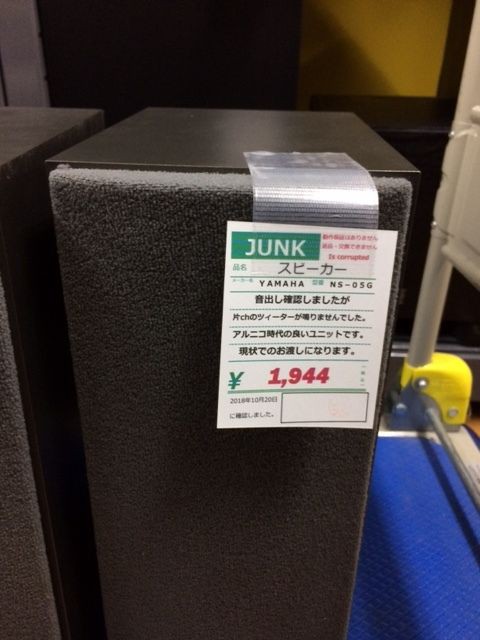 JUNK
動作保証はありません
返品・交換できません
Is corrupted
品名 スピーカー
メーカー名 YAMAHA 型番 NS-05G
音出し確認しましたが
片chのツィーターが鳴りませんでした。
アルニコ時代の良いユニットです。
現状でのお渡しになります。
¥ 1,944
2018年10月20日
に確認しました。